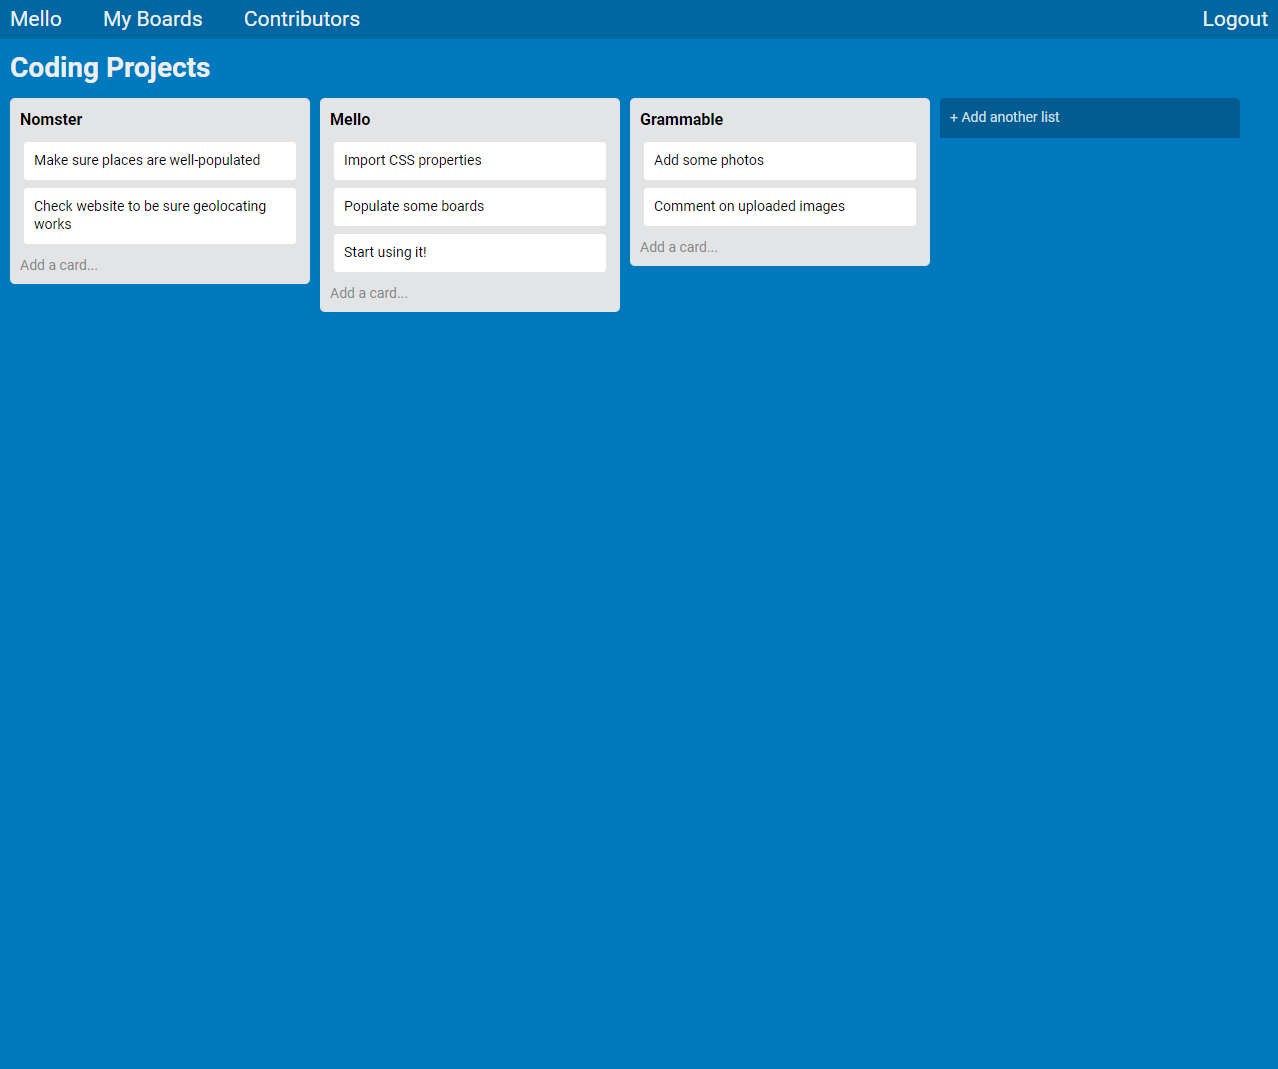 Mello My Boards Contributors Logout
Coding Projects
Nomster
Make sure places are well-populated
Check website to be sure geolocating
works
Add a card...
Mello
Import CSS properties
Populate some boards
Start using it!
Add a card...
Grammable
Add some photos
Comment on uploaded images
Add a card...
+ Add another list